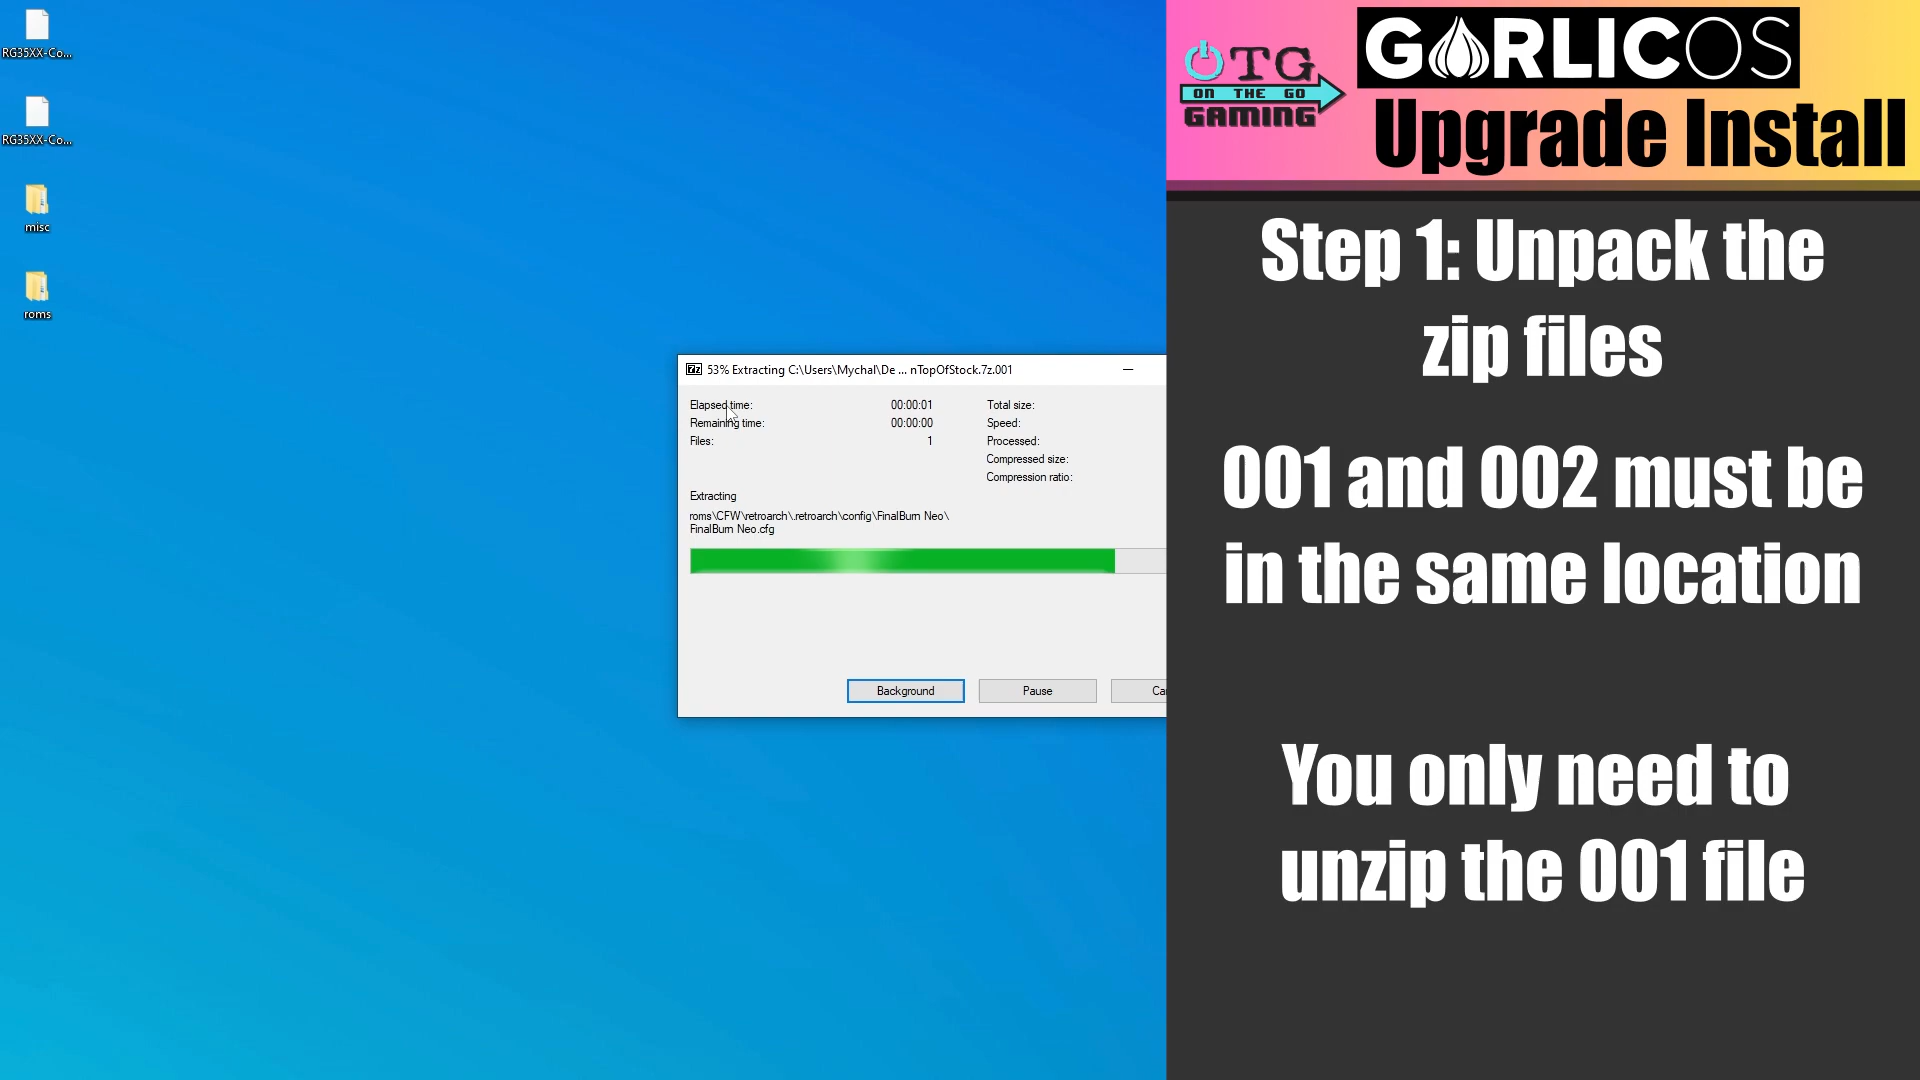 RG35XX-Co...
RG35XX-Co...
misc
roms
7z 53% Extracting C:\Users\Mychal\De ... nTopOfStock.7z.001
Elapsed time: 00:00:01 Total size:
Remaining time: 00:00:00 Speed:
Files: 1 Processed:
Compressed size:
Compression ratio:
Extracting
roms\CFW\retroarch\.retroarch\config\FinalBurn Neo\
FinalBurn Neo.cfg
Background Pause Ca
OTG
ON THE GO
GAMING
GARLICOS
Upgrade Install
Step 1: Unpack the
zip files
001 and 002 must be
in the same location
You only need to
unzip the 001 file